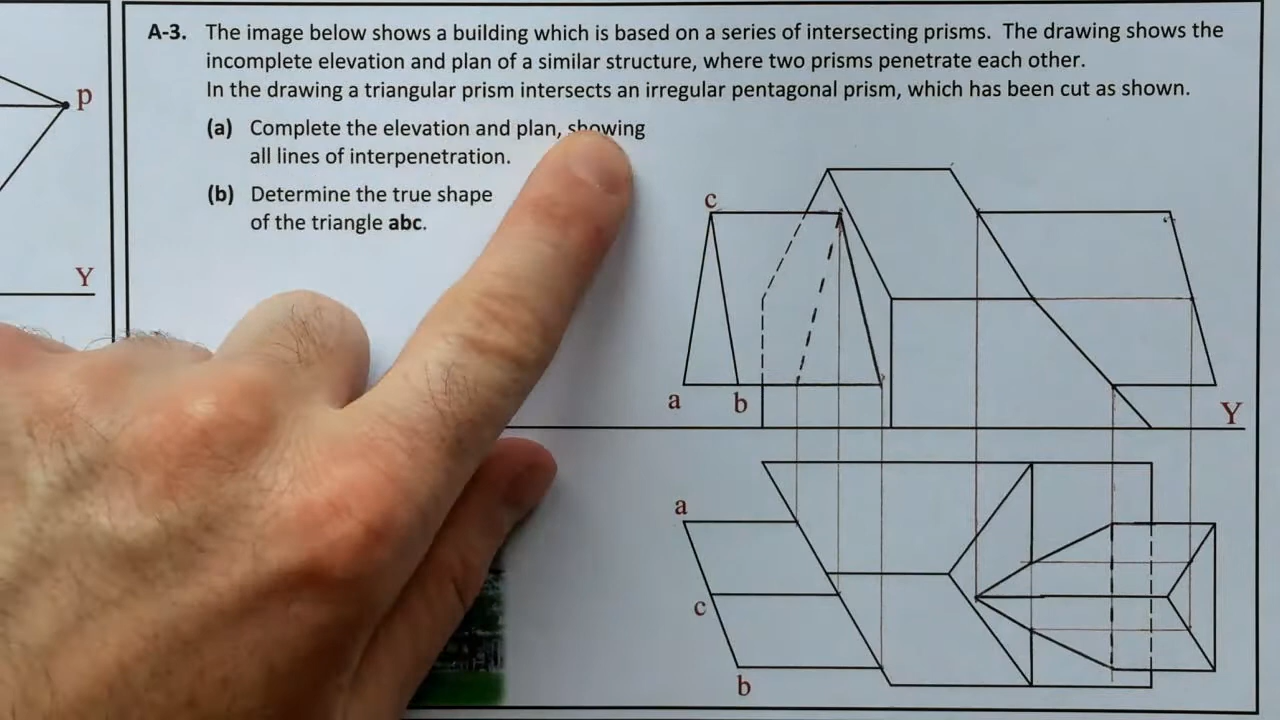 A-3. The image below shows a building which is based on a series of intersecting prisms. The drawing shows the
incomplete elevation and plan of a similar structure, where two prisms penetrate each other.
In the drawing a triangular prism intersects an irregular pentagonal prism, which has been cut as shown.
(a) Complete the elevation and plan, showing
all lines of interpenetration.
(b) Determine the true shape
of the triangle abc.
p
Y
c
a b
Y
a
c
b